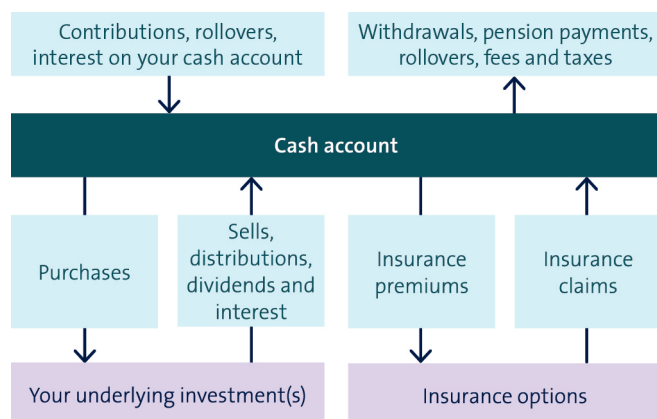 Contributions, rollovers,
interest on your cash account
Withdrawals, pension payments,
rollovers, fees and taxes
Cash account
Purchases
Sells,
distributions,
dividends and
interest
Insurance
premiums
Insurance
claims
Your underlying investment(s)
Insurance options